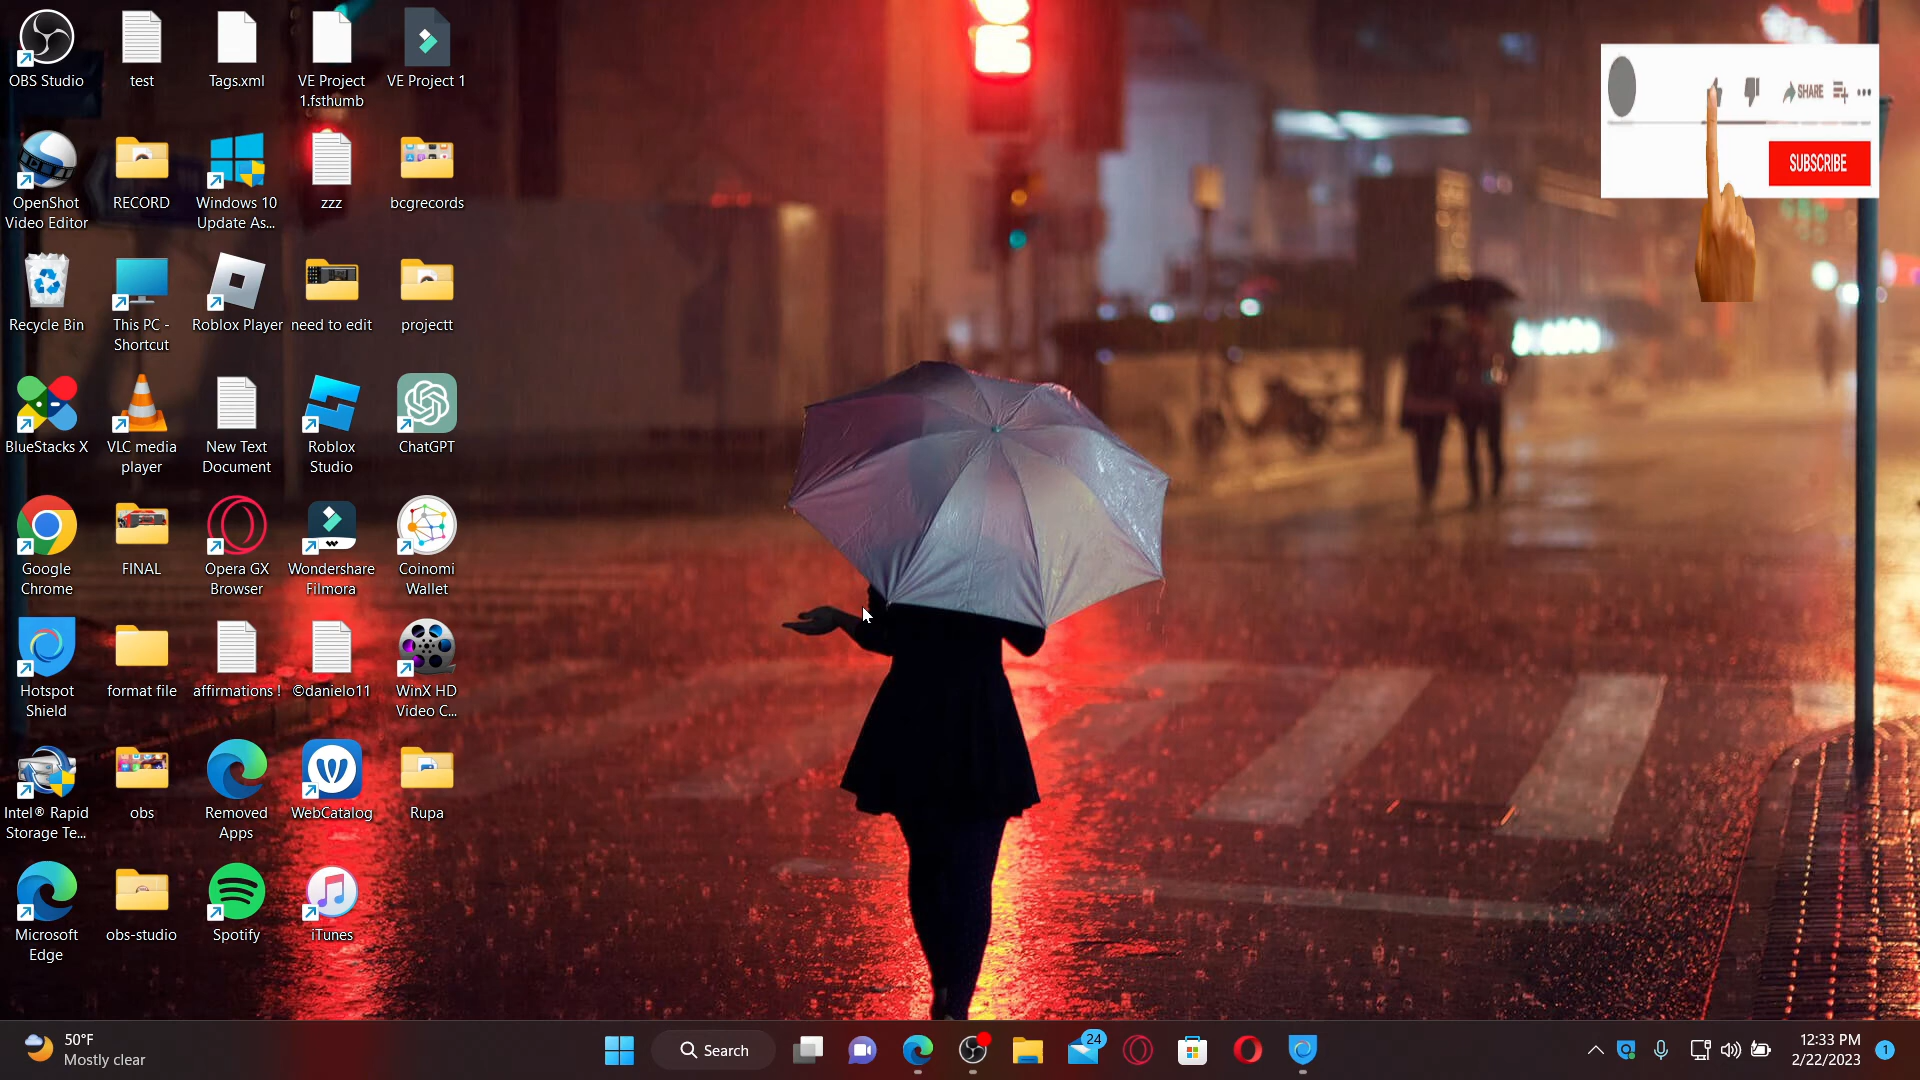 OBS Studio
test
Tags.xml
VE Project
1.fsthumb
VE Project 1
OpenShot
Video Editor
RECORD
Windows 10
Update As...
zzz
bcgrecords
Recycle Bin
This PC -
Shortcut
Roblox Player
need to edit
projectt
BlueStacks X
VLC media
player
New Text
Document
Roblox
Studio
ChatGPT
Google
Chrome
FINAL
Opera GX
Browser
Wondershare
Filmora
Coinomi
Wallet
Hotspot
Shield
format file
affirmations !
©danielo11
WinX HD
Video C...
Intel® Rapid
Storage Te...
obs
Removed
Apps
WebCatalog
Rupa
Microsoft
Edge
obs-studio
Spotify
iTunes
SHARE
SUBSCRIBE
50°F
Mostly clear
Search
24
12:33 PM
2/22/2023
1